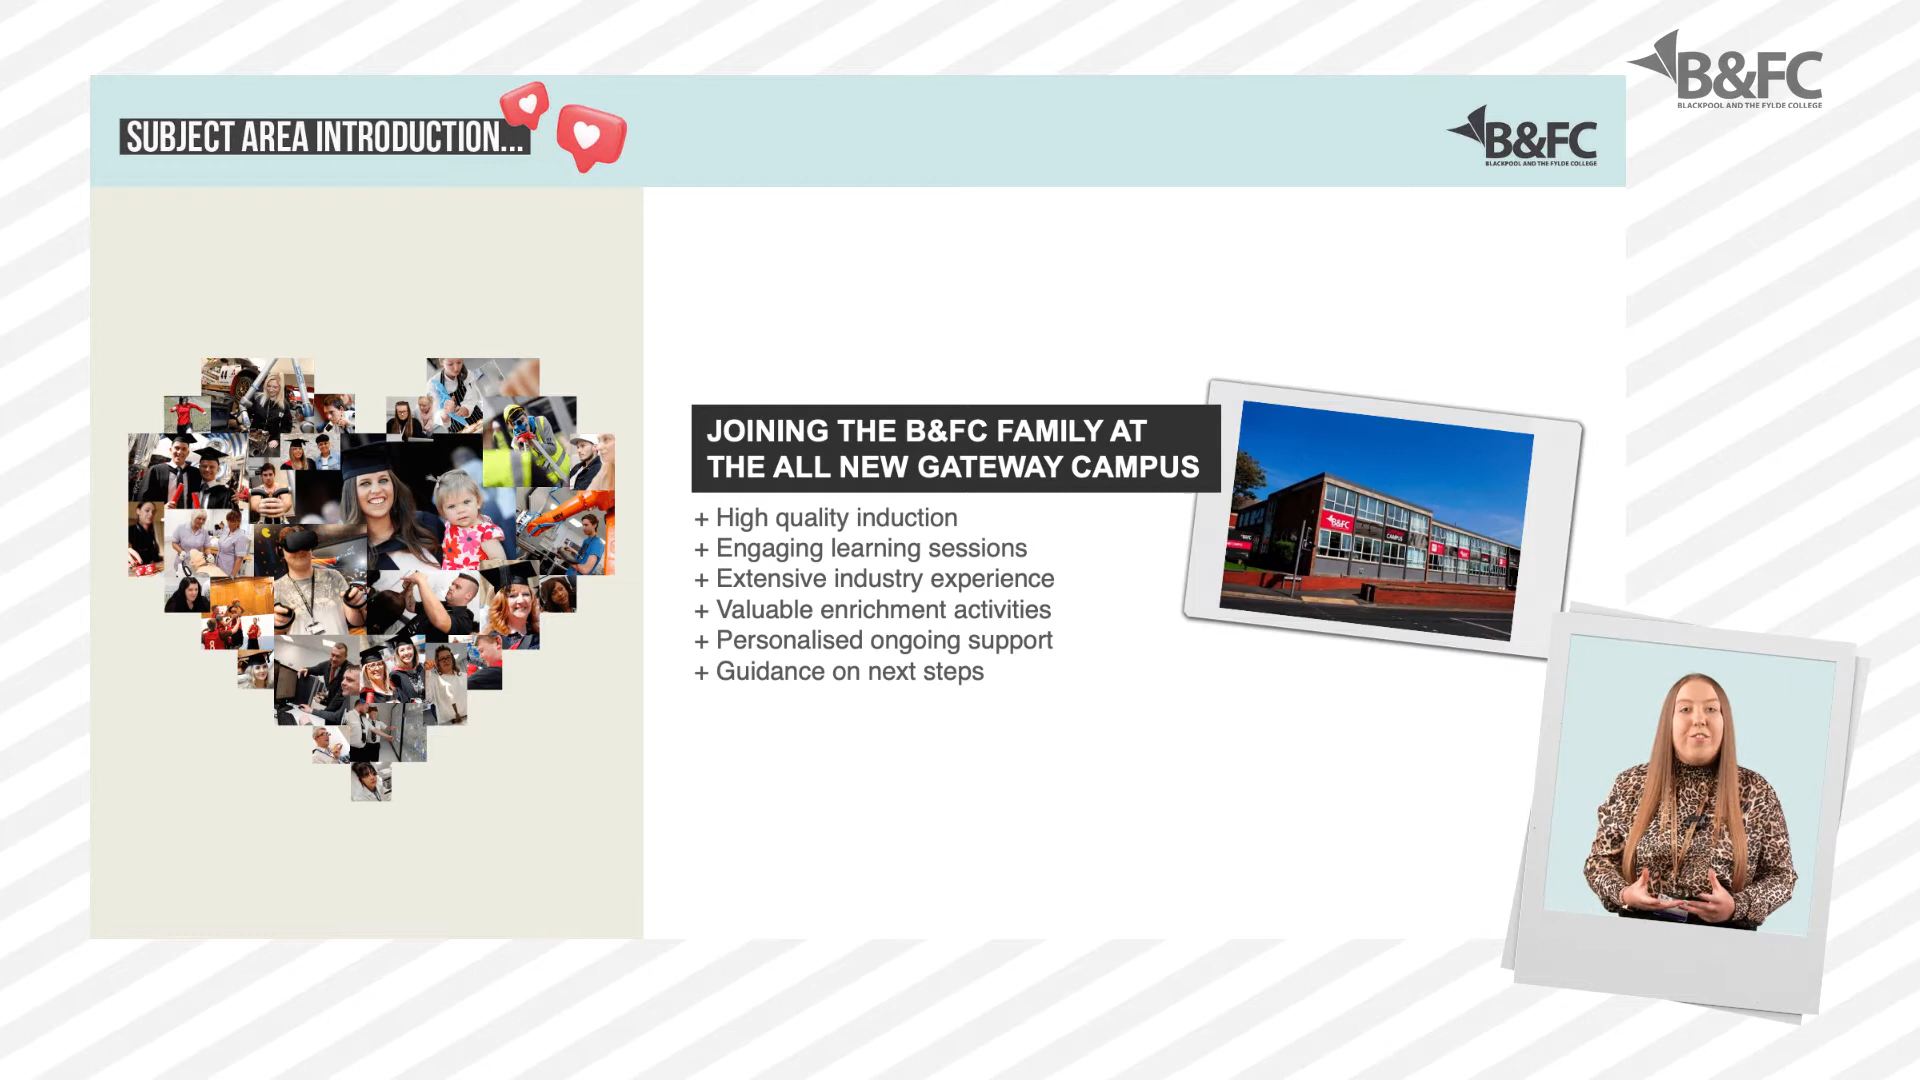 B&FC
BLACKPOOL AND THE FYLDE COLLEGE
SUBJECT AREA INTRODUCTION...
B&FC
BLACKPOOL AND THE FYLDE COLLEGE
JOINING THE B&FC FAMILY AT
THE ALL NEW GATEWAY CAMPUS
+ High quality induction
+ Engaging learning sessions
+ Extensive industry experience
+ Valuable enrichment activities
+ Personalised ongoing support
+ Guidance on next steps
B&FC
CAMPUS